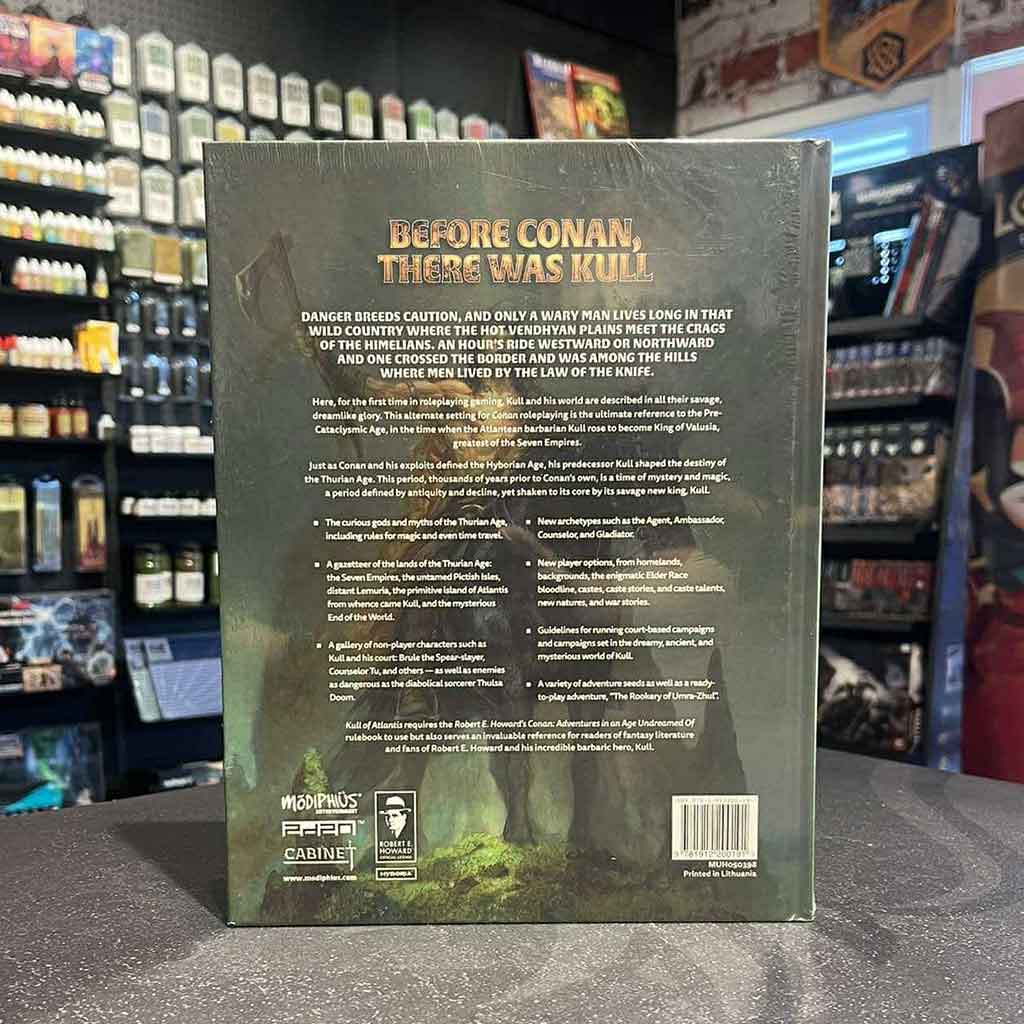 BEFORE CONAN,
THERE WAS KULL
DANGER BREEDS CAUTION, AND ONLY A WARY MAN LIVES LONG IN THAT
WILD COUNTRY WHERE THE HOT VENDHYAN PLAINS MEET THE CRAGS
OF THE HIMELIANS. AN HOUR'S RIDE WESTWARD OR NORTHWARD
AND ONE CROSSED THE BORDER AND WAS AMONG THE HILLS
WHERE MEN LIVED BY THE LAW OF THE KNIFE.
Here, for the first time in roleplaying gaming, Kull and his world are described in all their savage,
dreamlike glory. This alternate setting for Conan roleplaying is the ultimate reference to the Pre-
Cataclysmic Age, in the time when the Atlantean barbarian Kull rose to become King of Valusia,
greatest of the Seven Empires.
Just as Conan and his exploits defined the Hyborian Age, his predecessor Kull shaped the destiny of
the Thurian Age. This period, thousands of years prior to Conan's own, is a time of mystery and magic,
a period defined by antiquity and decline, yet shaken to its core by its savage new king, Kull.
▪ The curious gods and myths of the Thurian Age,
including rules for magic and even time travel.
▪ A gazetteer of the lands of the Thurian Age:
the Seven Empires, the untamed Pictish Isles,
distant Lemuria, the primitive island of Atlantis
from whence came Kull, and the mysterious
End of the World.
▪ A gallery of non-player characters such as
Kull and his court: Brule the Spear-slayer,
Counselor Tu, and others — as well as enemies
as dangerous as the diabolical sorcerer Thulsa
Doom.
▪ New archetypes such as the Agent, Ambassador,
Counselor, and Gladiator.
▪ New player options, from homelands,
backgrounds, the enigmatic Elder Race
bloodline, castes, caste stories, and caste talents,
new natures, and war stories.
▪ Guidelines for running court-based campaigns
and campaigns set in the dreamy, ancient, and
mysterious world of Kull.
▪ A variety of adventure seeds as well as a ready-
to-play adventure, "The Rookery of Umra-Zhul".
Kull of Atlantis requires the Robert E. Howard's Conan: Adventures in an Age Undreamed Of
rulebook to use but also serves an invaluable reference for readers of fantasy literature
and fans of Robert E. Howard and his incredible barbaric hero, Kull.
MŌDIPHIÜS
ENTERTAINMENT
2d20™
CABINET
www.modiphius.com
ROBERT E.
HOWARD
OFFICIAL LICENSE
HYBORIA
9 781912 200191
MUH050398
Printed in Lithuania